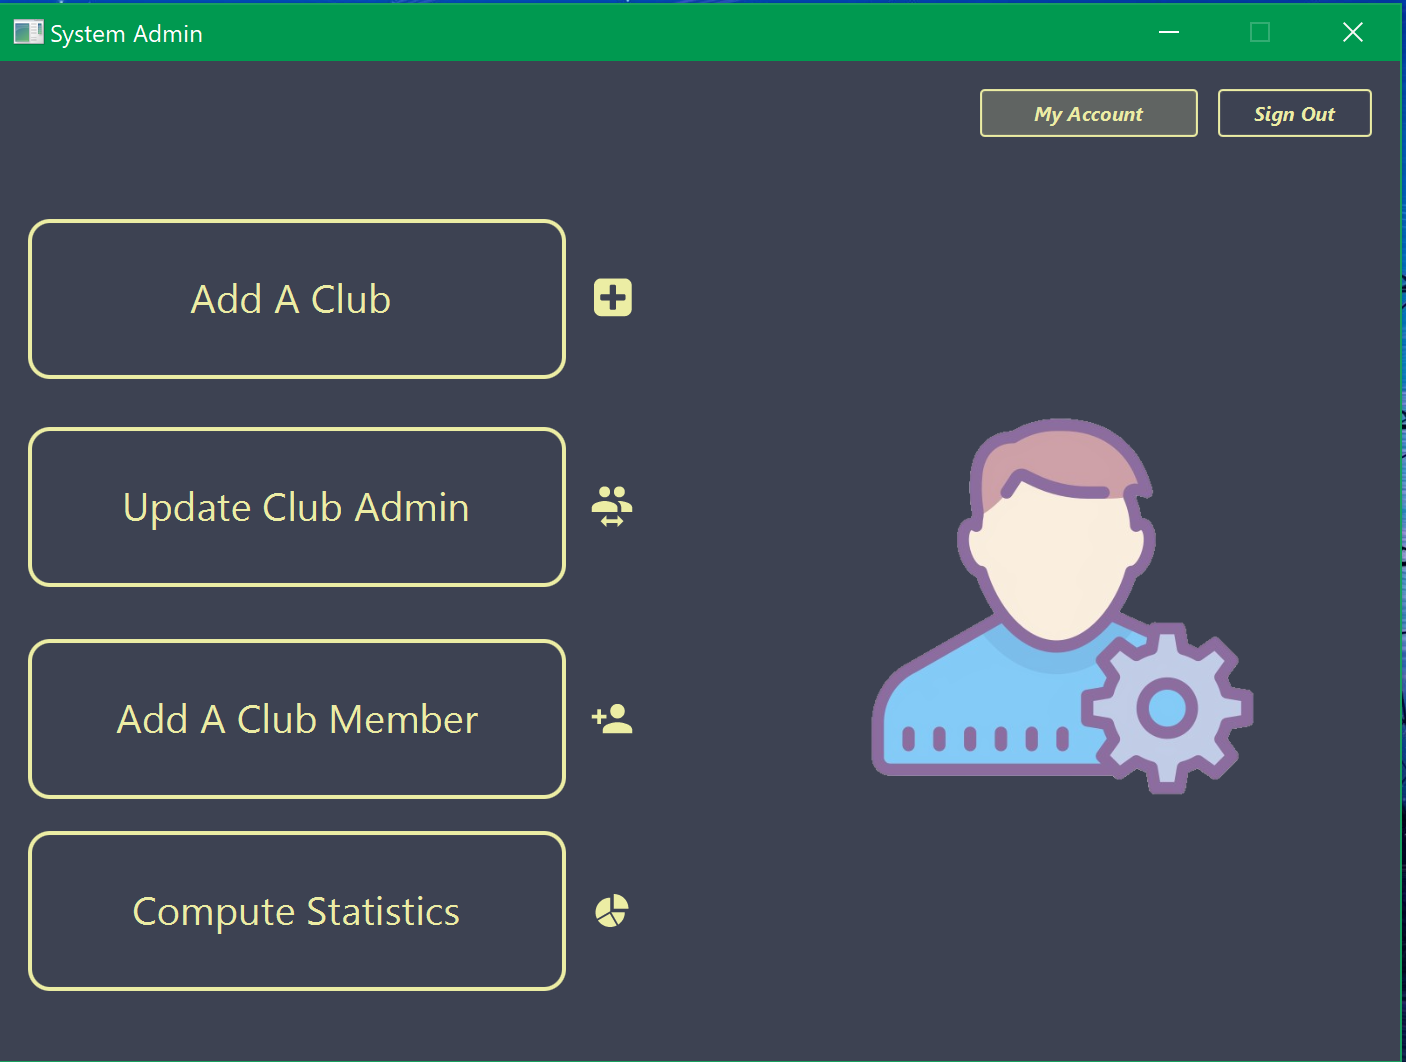 System Admin
My Account
Sign Out
Add A Club
Update Club Admin
Add A Club Member
Compute Statistics